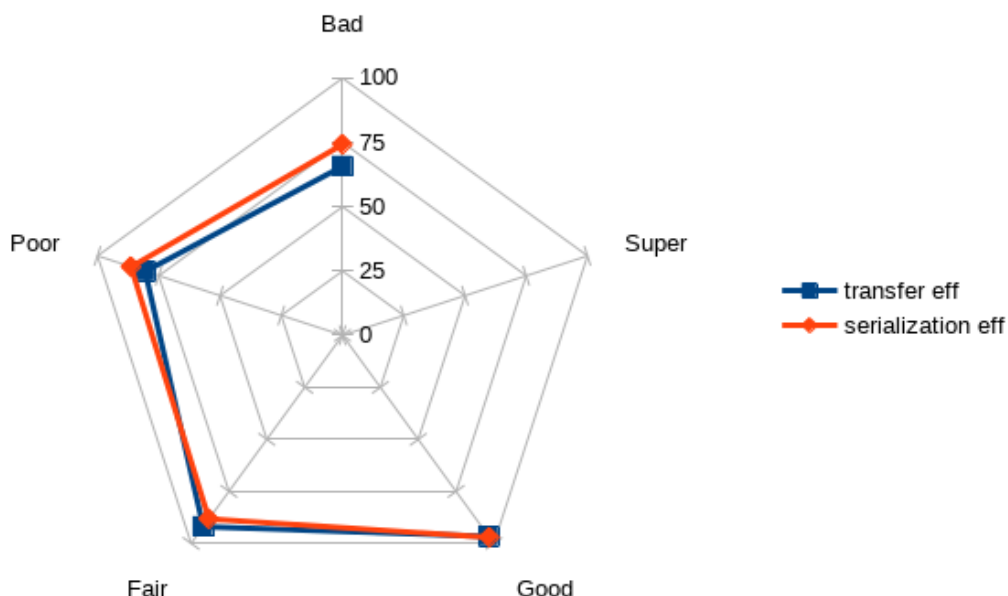 Bad
100
75
50
25
0
Poor
Super
Fair
Good
transfer eff
serialization eff